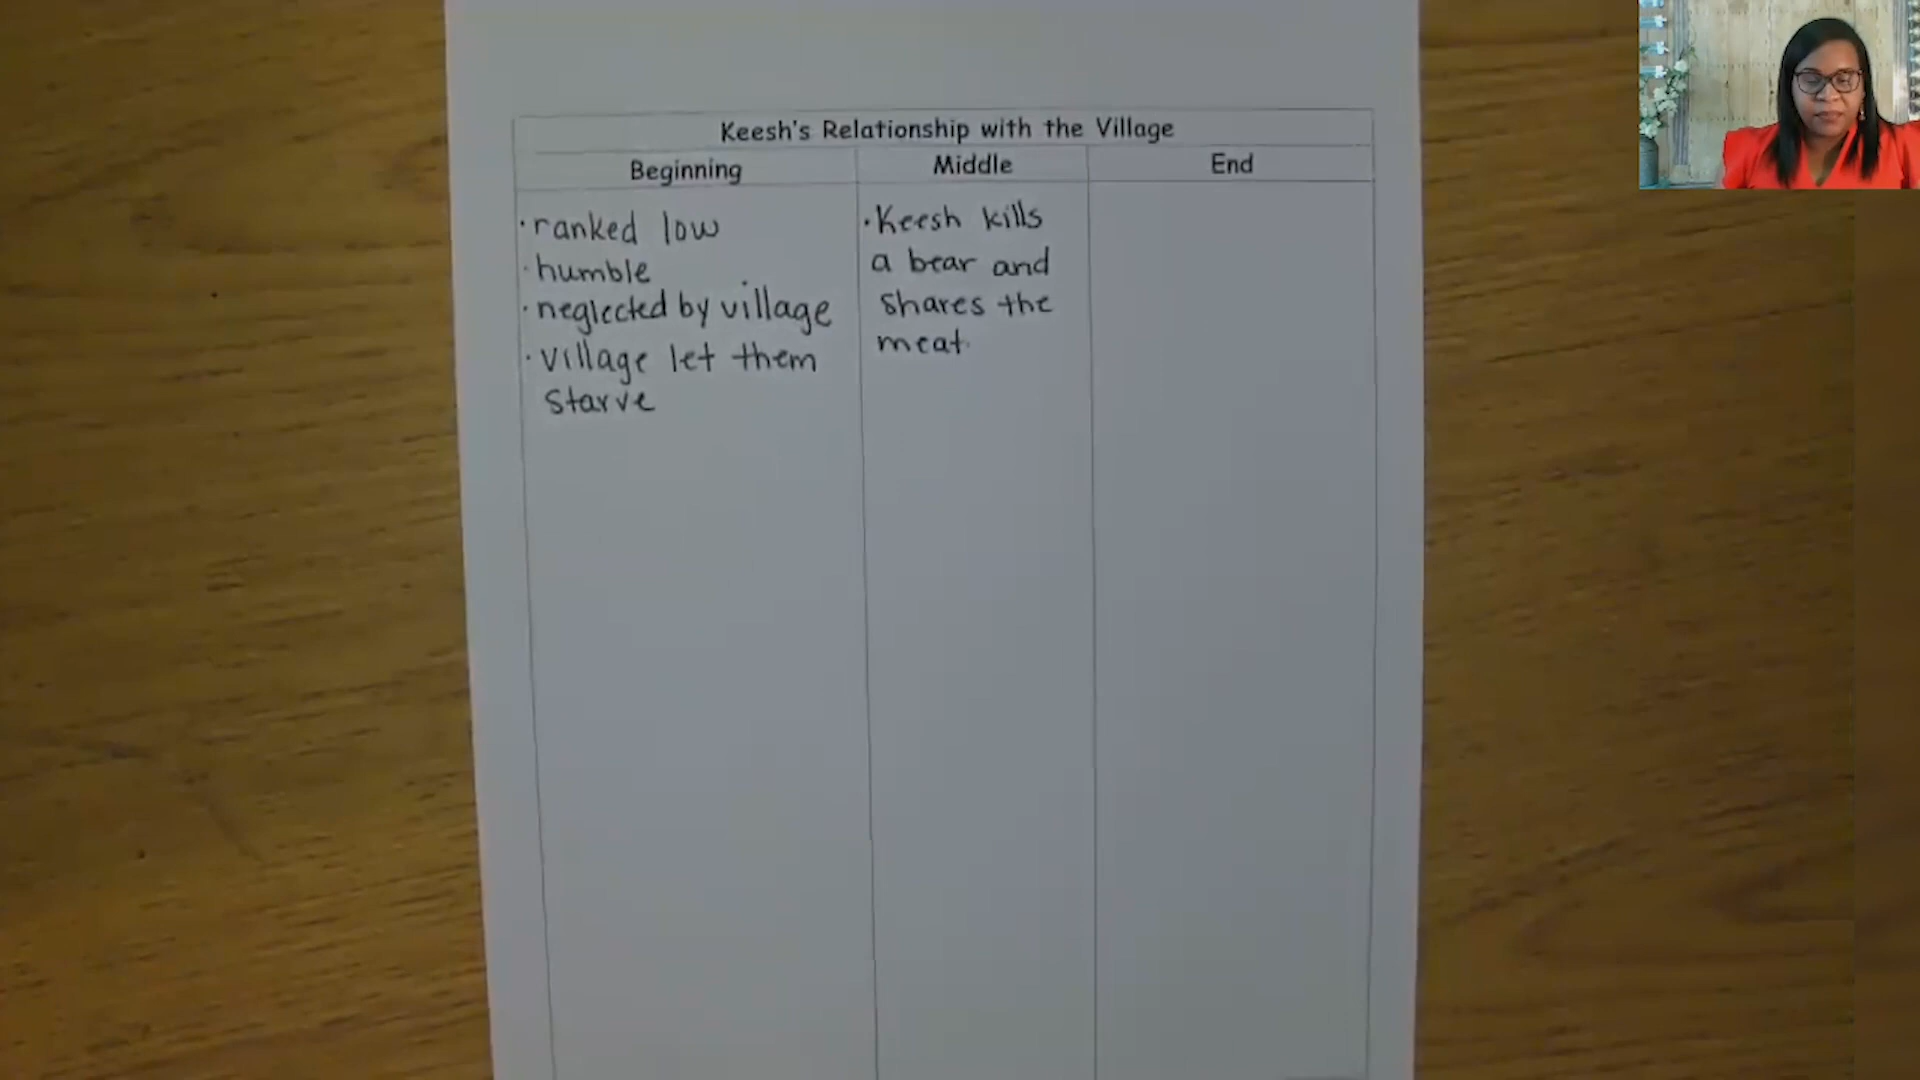 Keesh's Relationship with the Village
Beginning
Middle
End
·ranked low
·humble
·neglected by village
·village let them
starve
·Keesh kills
a bear and
shares the
meat.